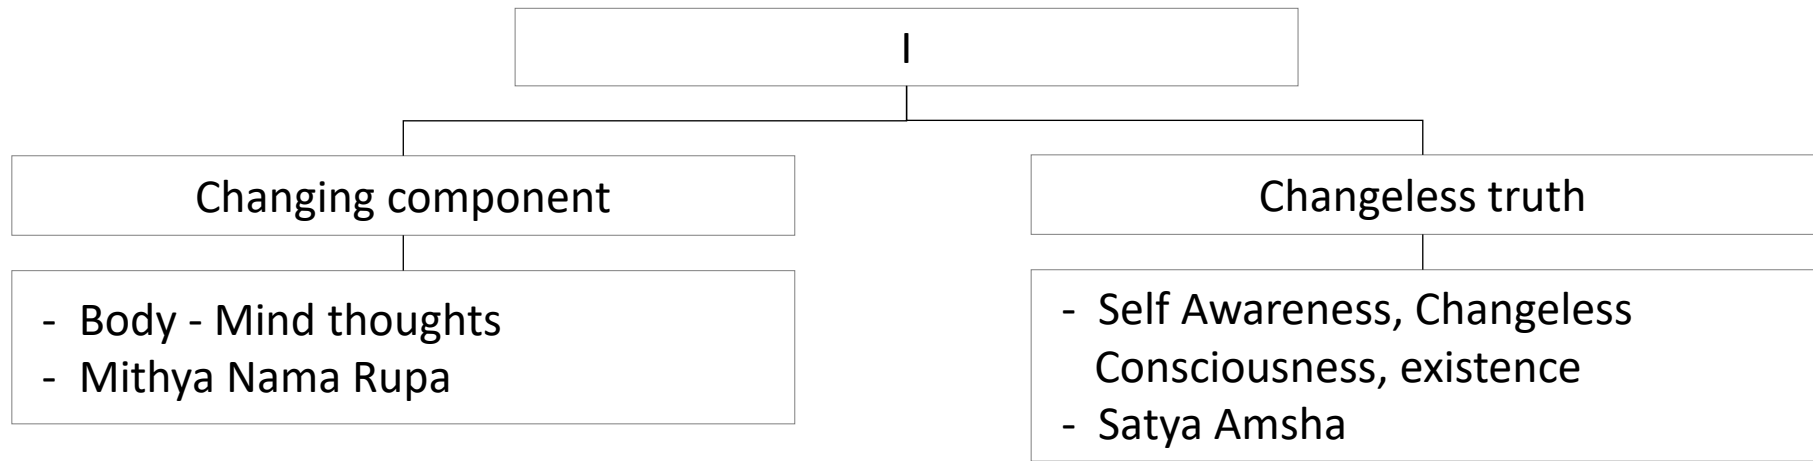 I
Changing component
Changeless truth
- Body - Mind thoughts
- Mithya Nama Rupa
- Self Awareness, Changeless
Consciousness, existence
- Satya Amsha